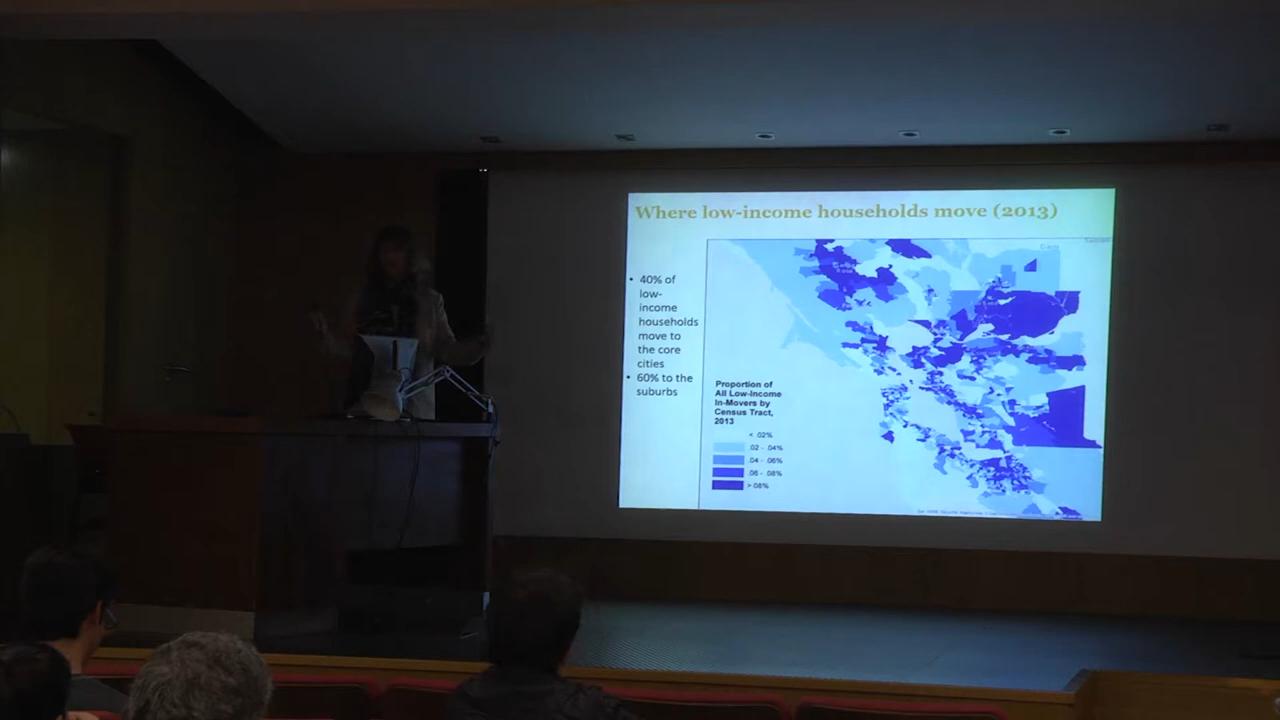 Where low-income households move (2013)
• 40% of
low-
income
households
move to
the core
cities
• 60% to the
suburbs
Proportion of
All Low-Income
In-Movers by
Census Tract,
2013
< .02%
.02 - .04%
.04 - .06%
.06 - .08%
> .08%